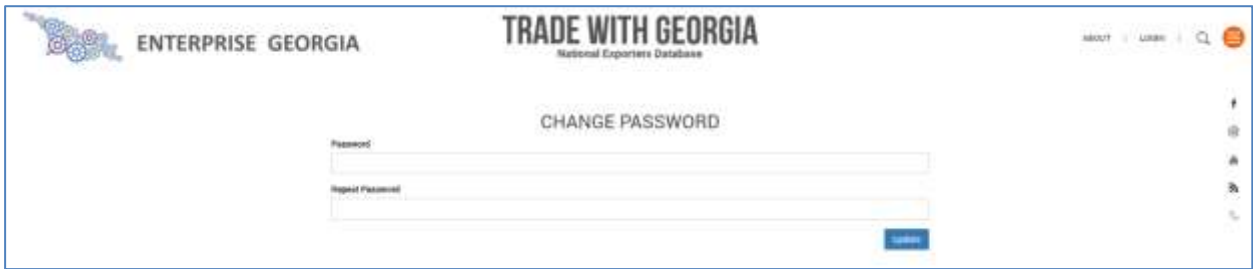 ENTERPRISE GEORGIA
TRADE WITH GEORGIA
National Exporters Database
ABOUT | LOGIN |
CHANGE PASSWORD
Password
Repeat Password
Update